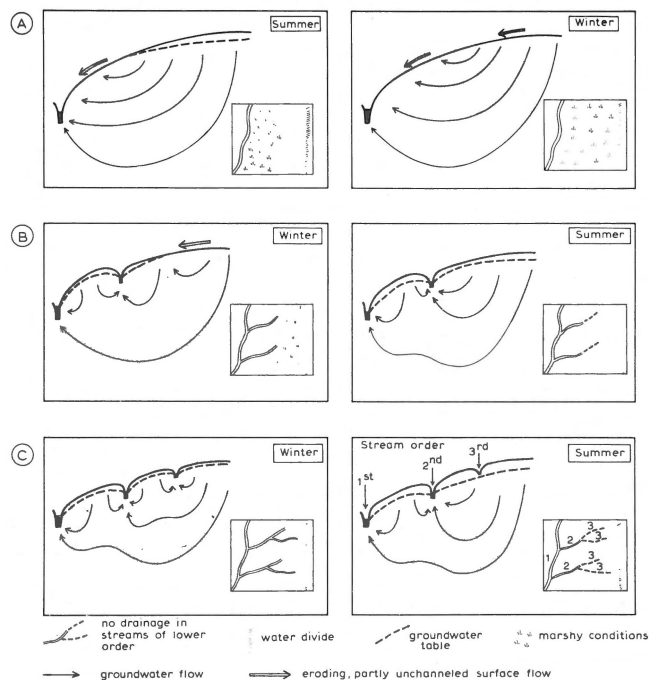 A
Summer
Winter
B
Winter
Summer
C
Winter
Stream order
1st
2nd
3rd
Summer
3
3
2
3
1
2
3
no drainage in
streams of lower
order
water divide
groundwater
table
marshy conditions
groundwater flow
eroding, partly unchanneled surface flow